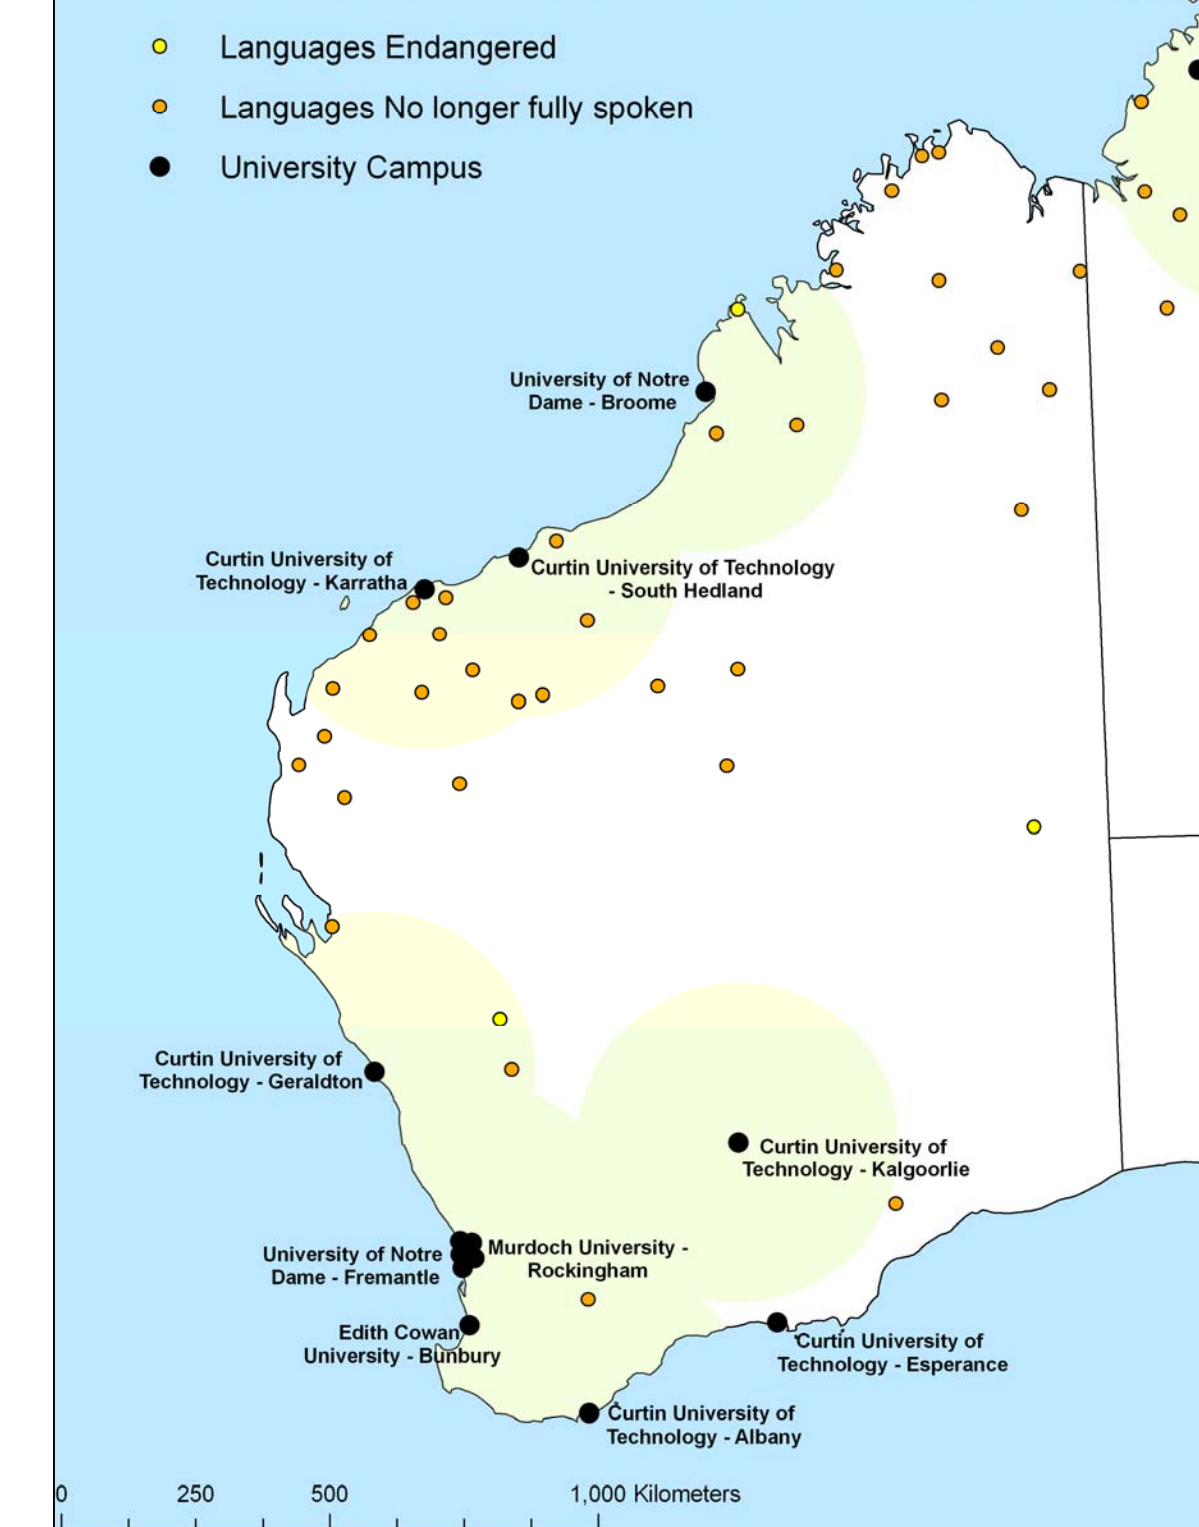 Languages Endangered
Languages No longer fully spoken
University Campus
University of Notre
Dame - Broome
Curtin University of
Technology - Karratha
Curtin University of Technology
- South Hedland
Curtin University of
Technology - Geraldton
Curtin University of
Technology - Kalgoorlie
University of Notre
Dame - Fremantle
Murdoch University -
Rockingham
Edith Cowan
University - Bunbury
Curtin University of
Technology - Esperance
Curtin University of
Technology - Albany
0 250 500 1,000 Kilometers